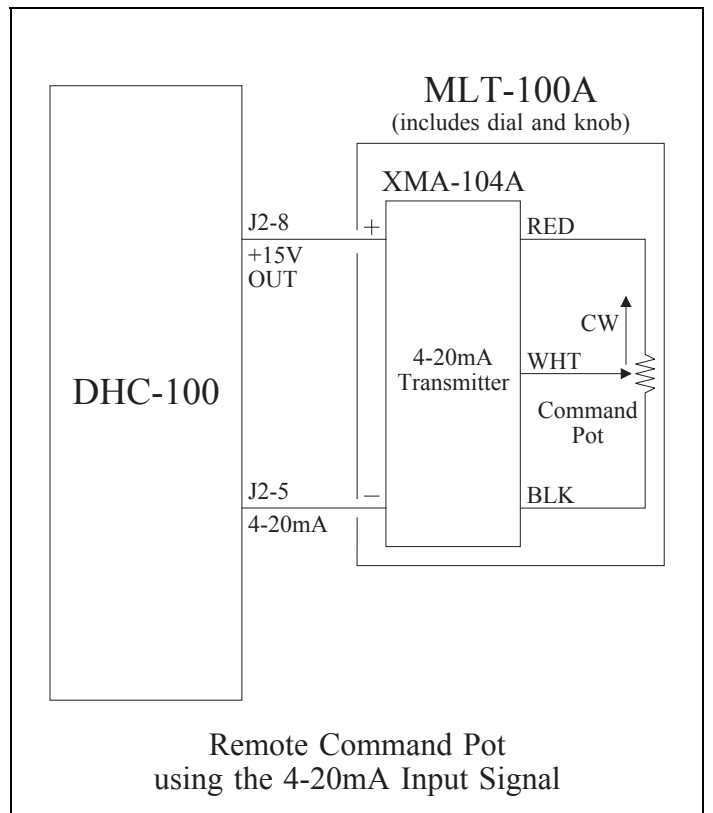 MLT-100A
(includes dial and knob)
XMA-104A
J2-8
+
RED
+15V
OUT
CW
DHC-100
4-20mA
Transmitter
WHT
Command
Pot
J2-5
−
BLK
4-20mA
Remote Command Pot
using the 4-20mA Input Signal